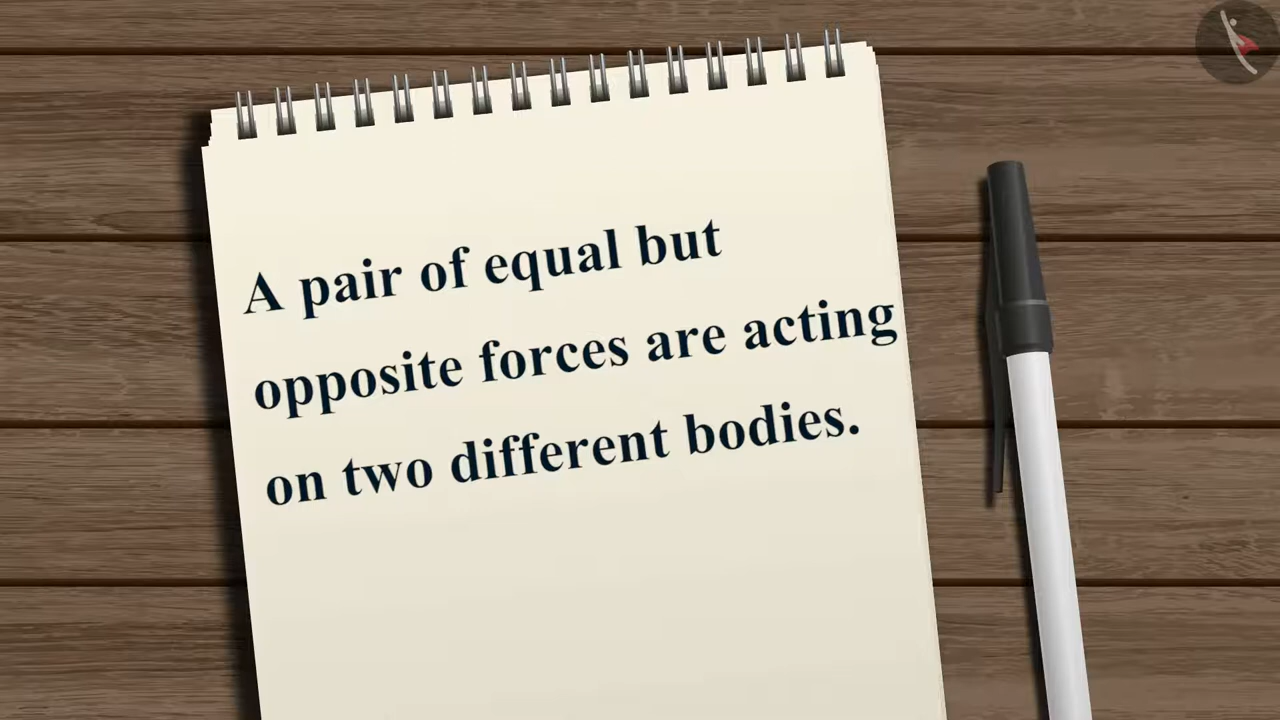 A pair of equal but
opposite forces are acting
on two different bodies.